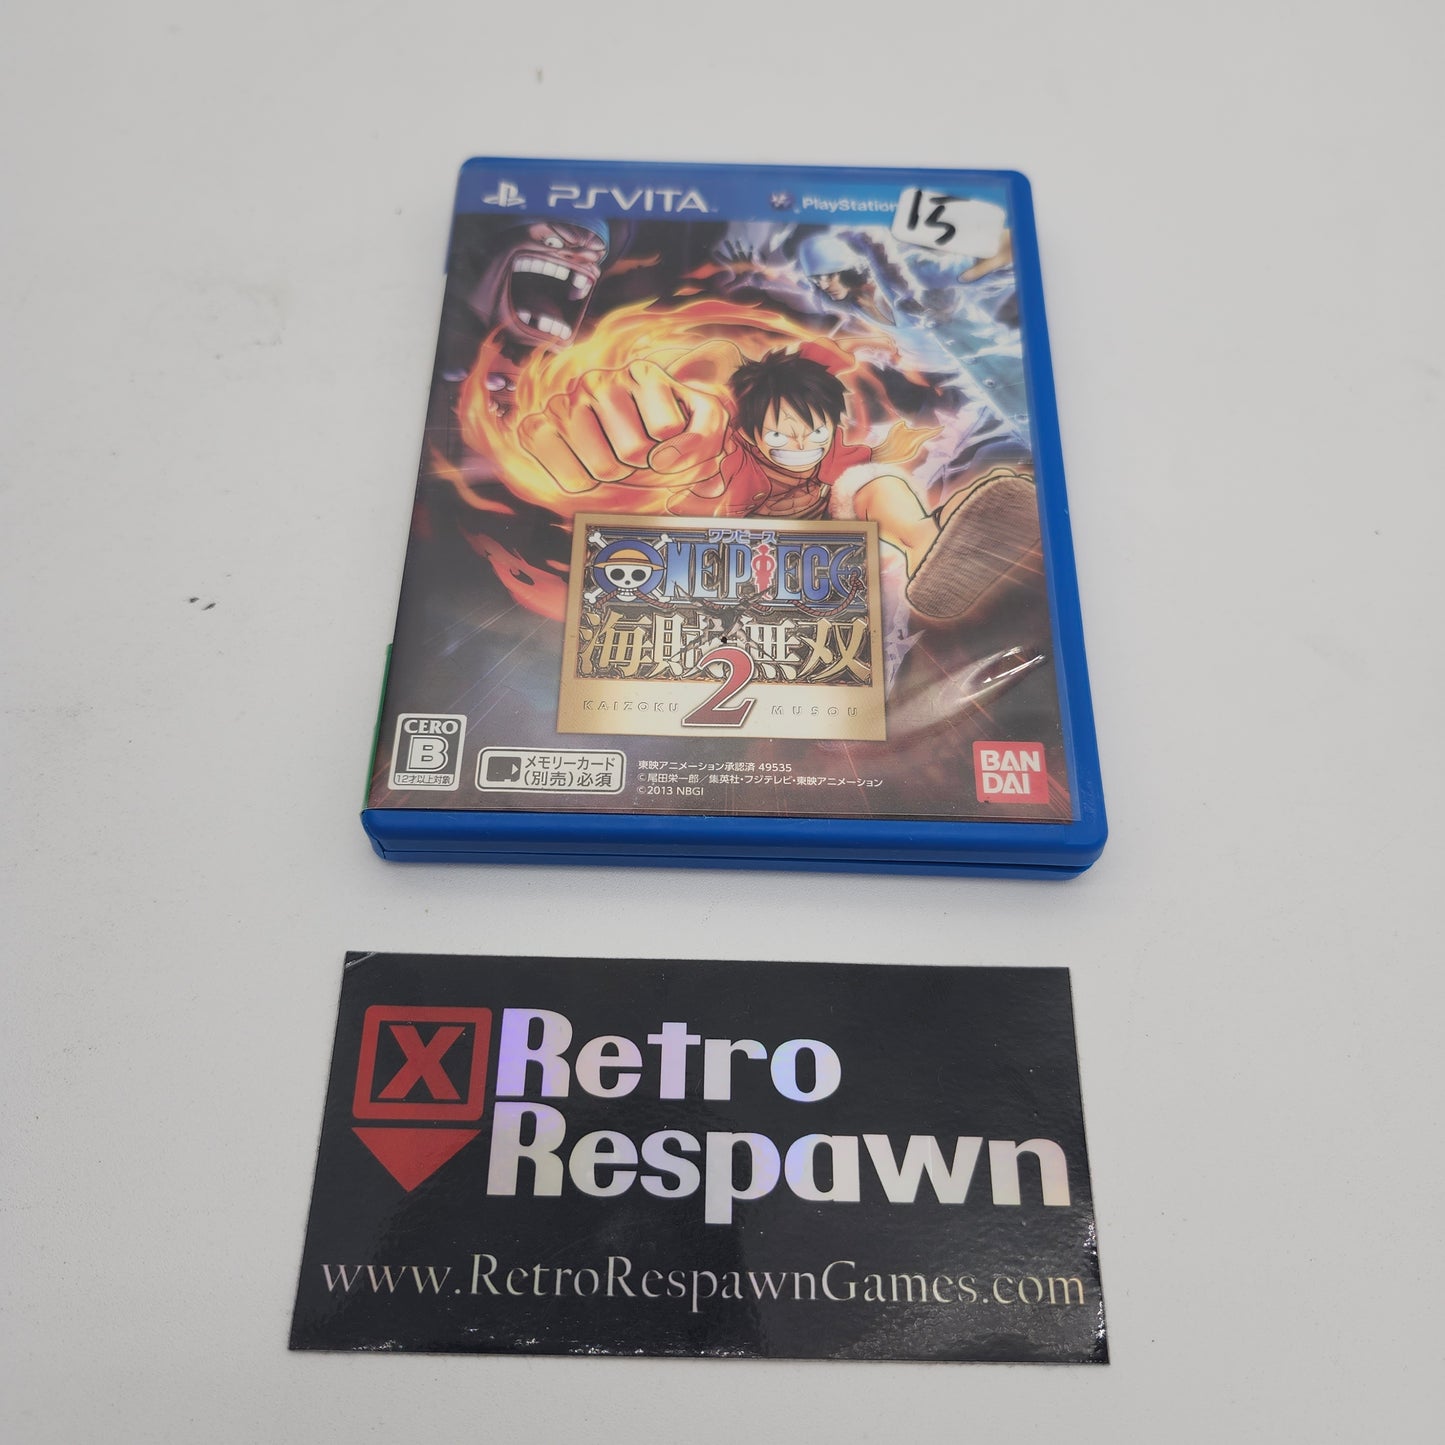 PSVITA
PlayStation
15
ワンピース
ONE PIECE
海賊無双
2
KAIZOKU MUSOU
CERO
B
12才以上対象
メモリーカード
(別売)必須
東映アニメーション承認済 49535
©尾田栄一郎／集英社・フジテレビ・東映アニメーション
©2013 NBGI
BAN
DAI
X
Retro
Respawn
www.RetroRespawnGames.com